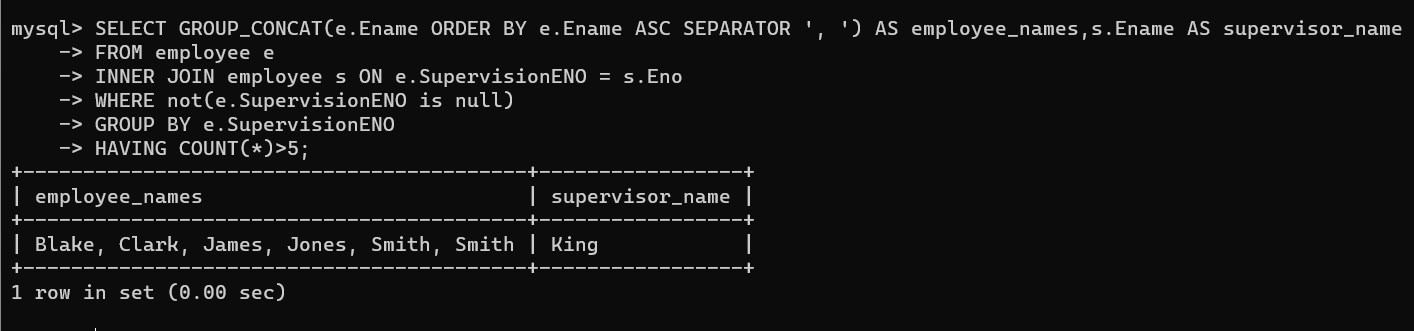 mysql> SELECT GROUP_CONCAT(e.Ename ORDER BY e.Ename ASC SEPARATOR ', ') AS employee_names,s.Ename AS supervisor_name
    -> FROM employee e
    -> INNER JOIN employee s ON e.SupervisionENO = s.Eno
    -> WHERE not(e.SupervisionENO is null)
    -> GROUP BY e.SupervisionENO
    -> HAVING COUNT(*)>5;
+------------------------------------------+-----------------+
| employee_names                           | supervisor_name |
+------------------------------------------+-----------------+
| Blake, Clark, James, Jones, Smith, Smith | King            |
+------------------------------------------+-----------------+
1 row in set (0.00 sec)